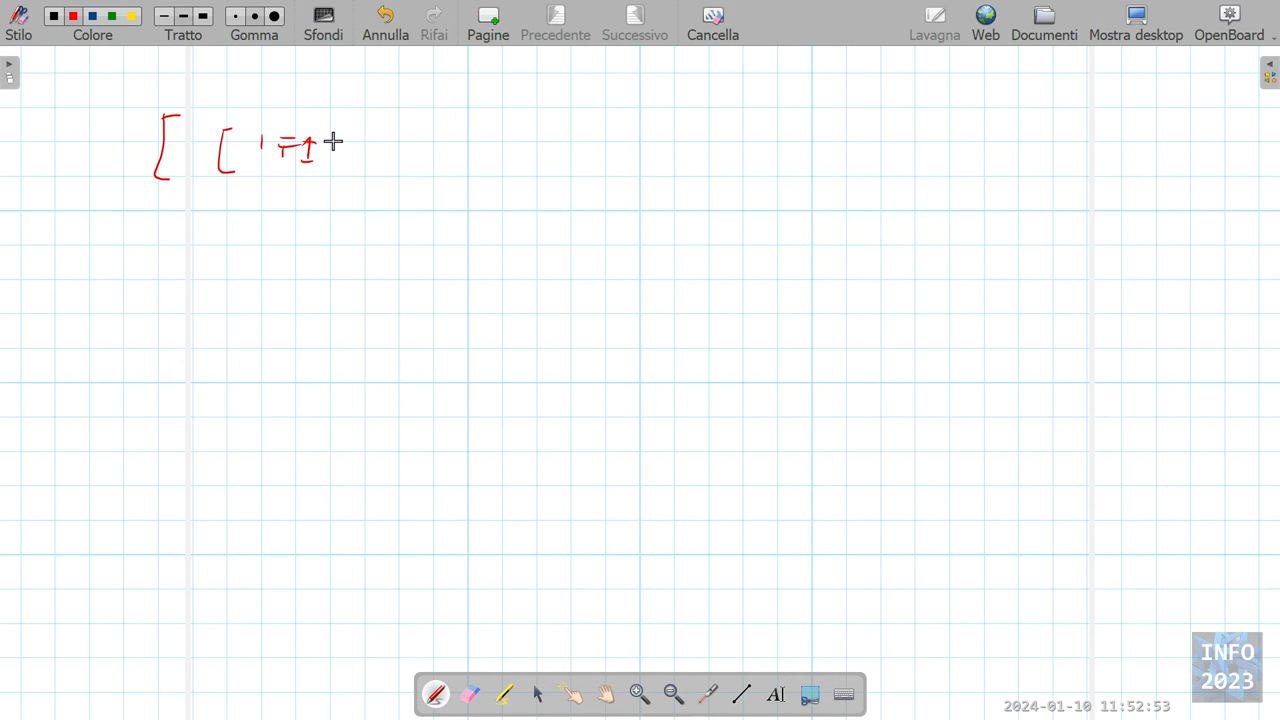 Stilo Colore Tratto Gomma Sfondi Annulla Rifai Pagine Precedente Successivo Cancella Lavagna Web Documenti Mostra desktop OpenBoard
[ [ '
INFO
2023
2024-01-10 11:52:53